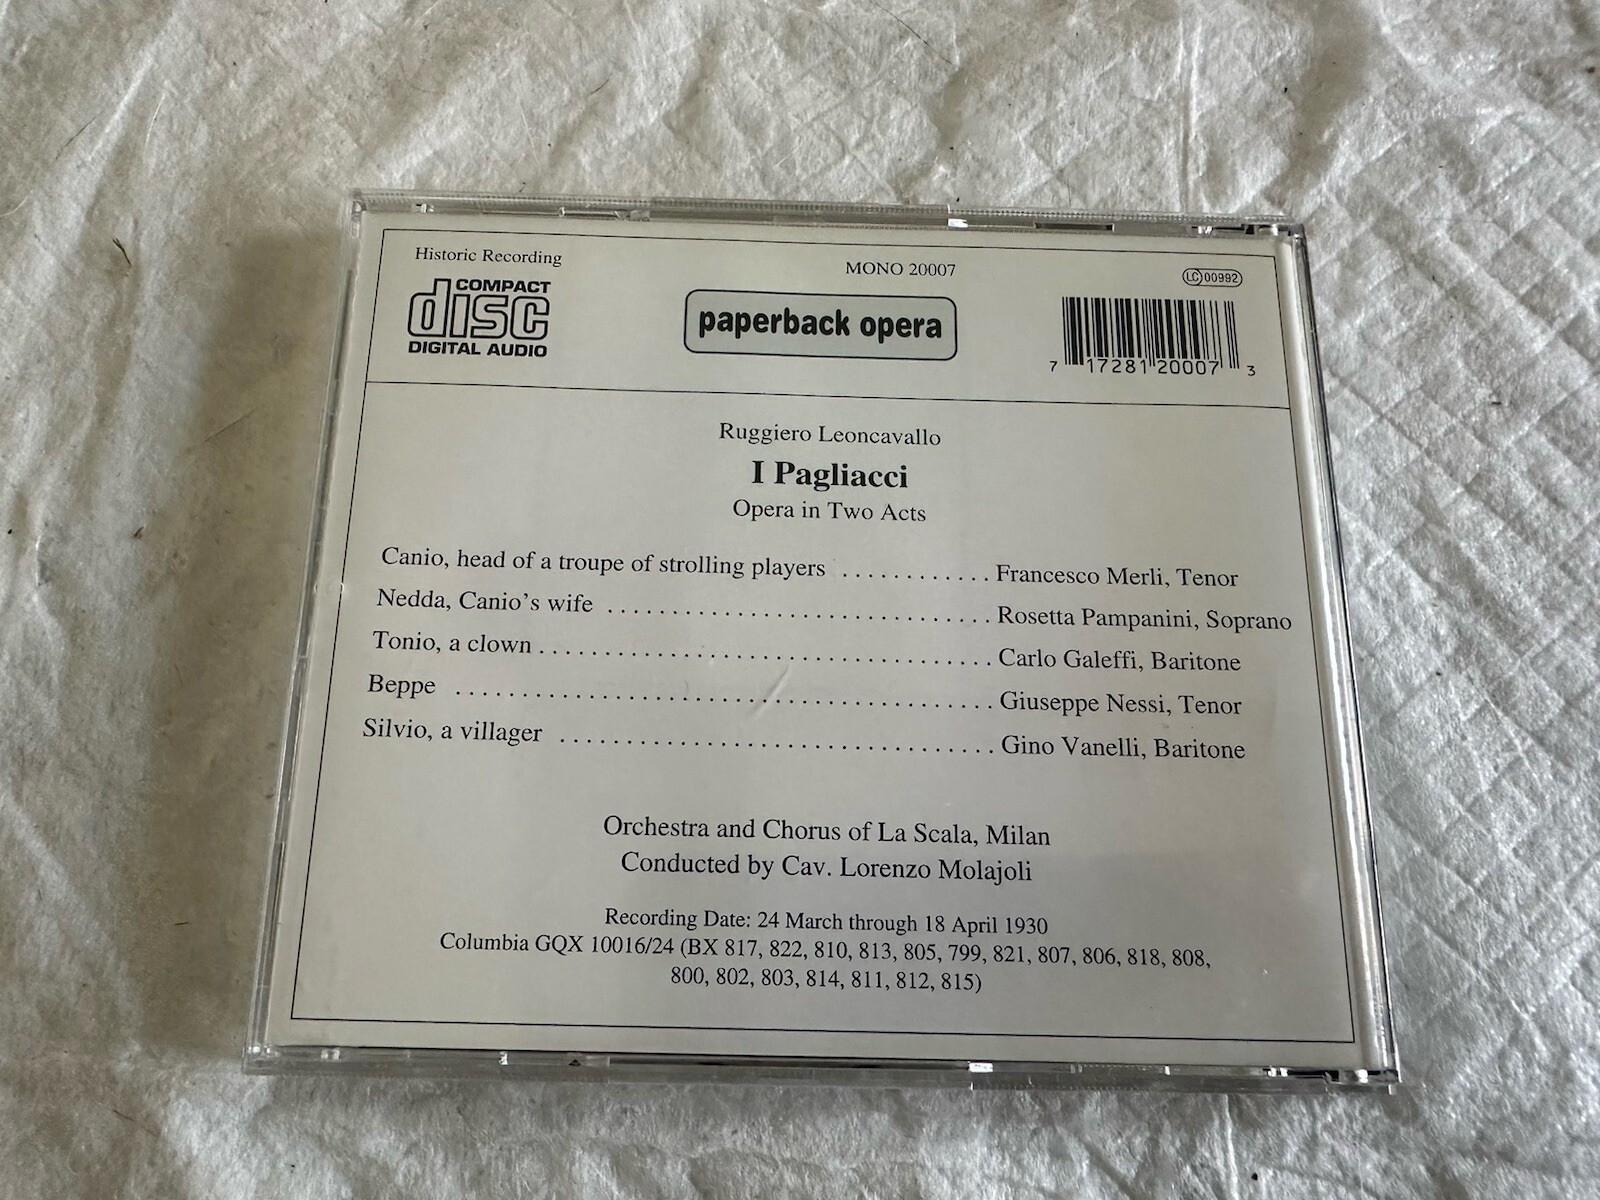 Historic Recording
MONO 20007
LC 00992
COMPACT
disc
DIGITAL AUDIO
paperback opera
7 17281 20007 3
Ruggiero Leoncavallo
I Pagliacci
Opera in Two Acts
Canio, head of a troupe of strolling players ............ Francesco Merli, Tenor
Nedda, Canio's wife .............................. Rosetta Pampanini, Soprano
Tonio, a clown ................................... Carlo Galeffi, Baritone
Beppe .......................................... Giuseppe Nessi, Tenor
Silvio, a villager .................................. Gino Vanelli, Baritone
Orchestra and Chorus of La Scala, Milan
Conducted by Cav. Lorenzo Molajoli
Recording Date: 24 March through 18 April 1930
Columbia GQX 10016/24 (BX 817, 822, 810, 813, 805, 799, 821, 807, 806, 818, 808,
800, 802, 803, 814, 811, 812, 815)